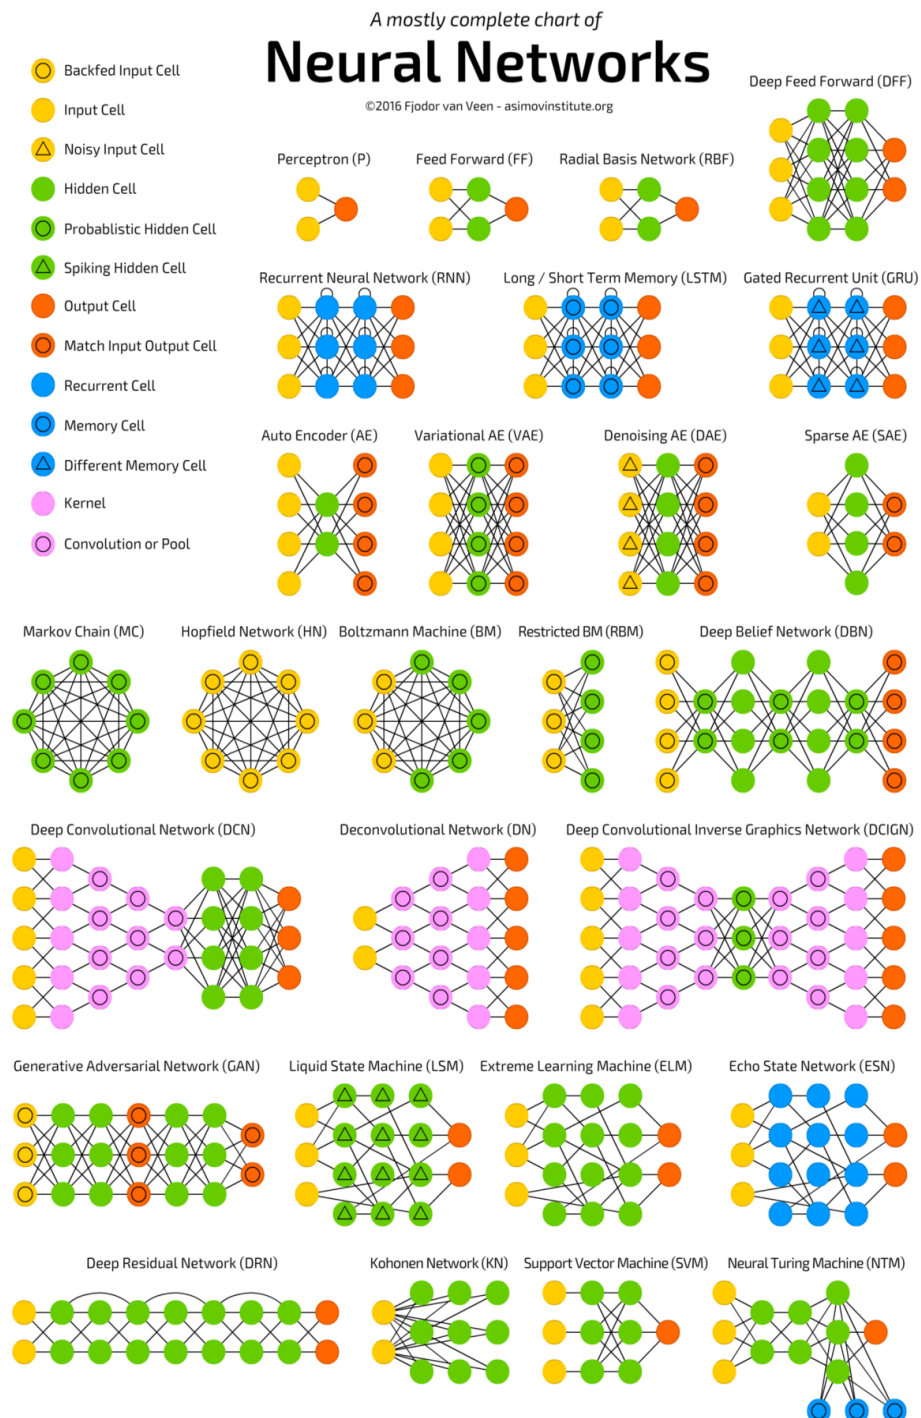 A mostly complete chart of
Neural Networks
©2016 Fjodor van Veen - asimovinstitute.org
Backfed Input Cell
Input Cell
Noisy Input Cell
Hidden Cell
Probablistic Hidden Cell
Spiking Hidden Cell
Output Cell
Match Input Output Cell
Recurrent Cell
Memory Cell
Different Memory Cell
Kernel
Convolution or Pool
Deep Feed Forward (DFF)
Perceptron (P)
Feed Forward (FF)
Radial Basis Network (RBF)
Recurrent Neural Network (RNN)
Long / Short Term Memory (LSTM)
Gated Recurrent Unit (GRU)
Auto Encoder (AE)
Variational AE (VAE)
Denoising AE (DAE)
Sparse AE (SAE)
Markov Chain (MC)
Hopfield Network (HN)
Boltzmann Machine (BM)
Restricted BM (RBM)
Deep Belief Network (DBN)
Deep Convolutional Network (DCN)
Deconvolutional Network (DN)
Deep Convolutional Inverse Graphics Network (DCIGN)
Generative Adversarial Network (GAN)
Liquid State Machine (LSM)
Extreme Learning Machine (ELM)
Echo State Network (ESN)
Deep Residual Network (DRN)
Kohonen Network (KN)
Support Vector Machine (SVM)
Neural Turing Machine (NTM)